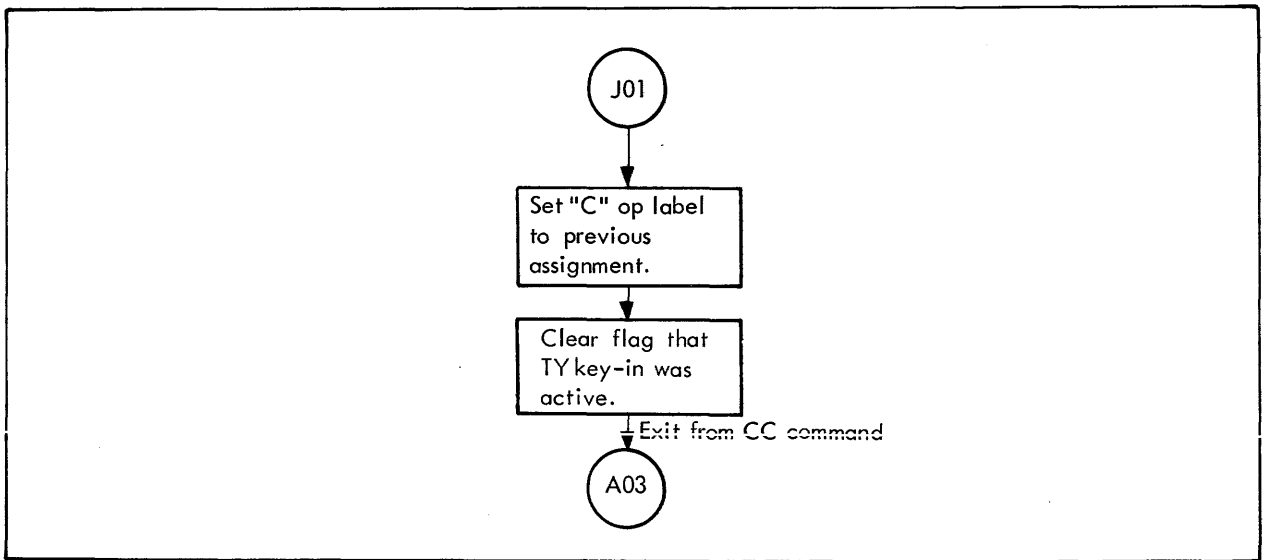 J01
Set "C" op label
to previous
assignment.
Clear flag that
TY key-in was
active.
Exit from CC command
A03